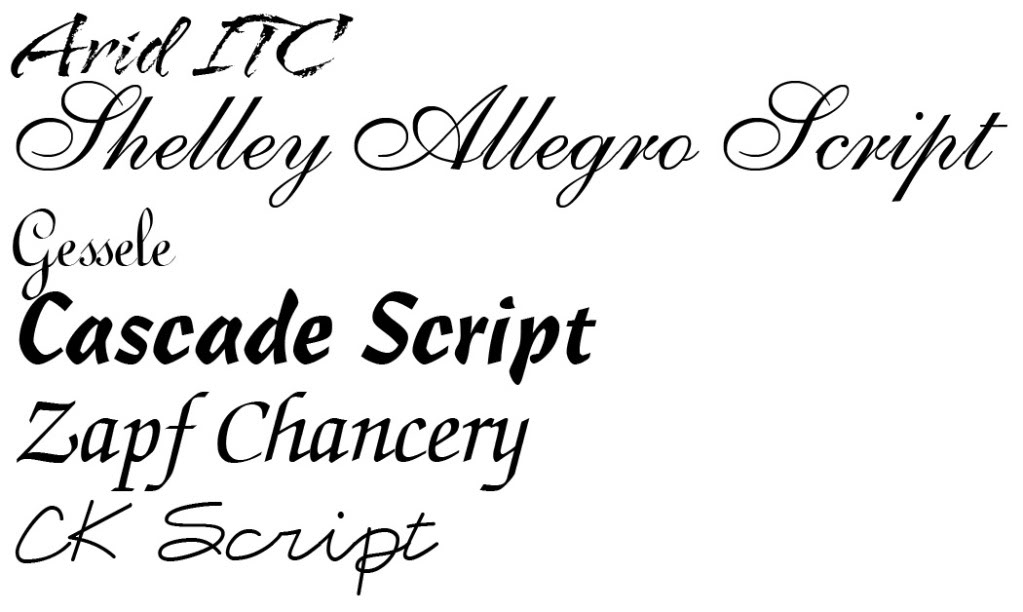 Arid ITC
Shelley Allegro Script
Gessele
Cascade Script
Zapf Chancery
CK Script